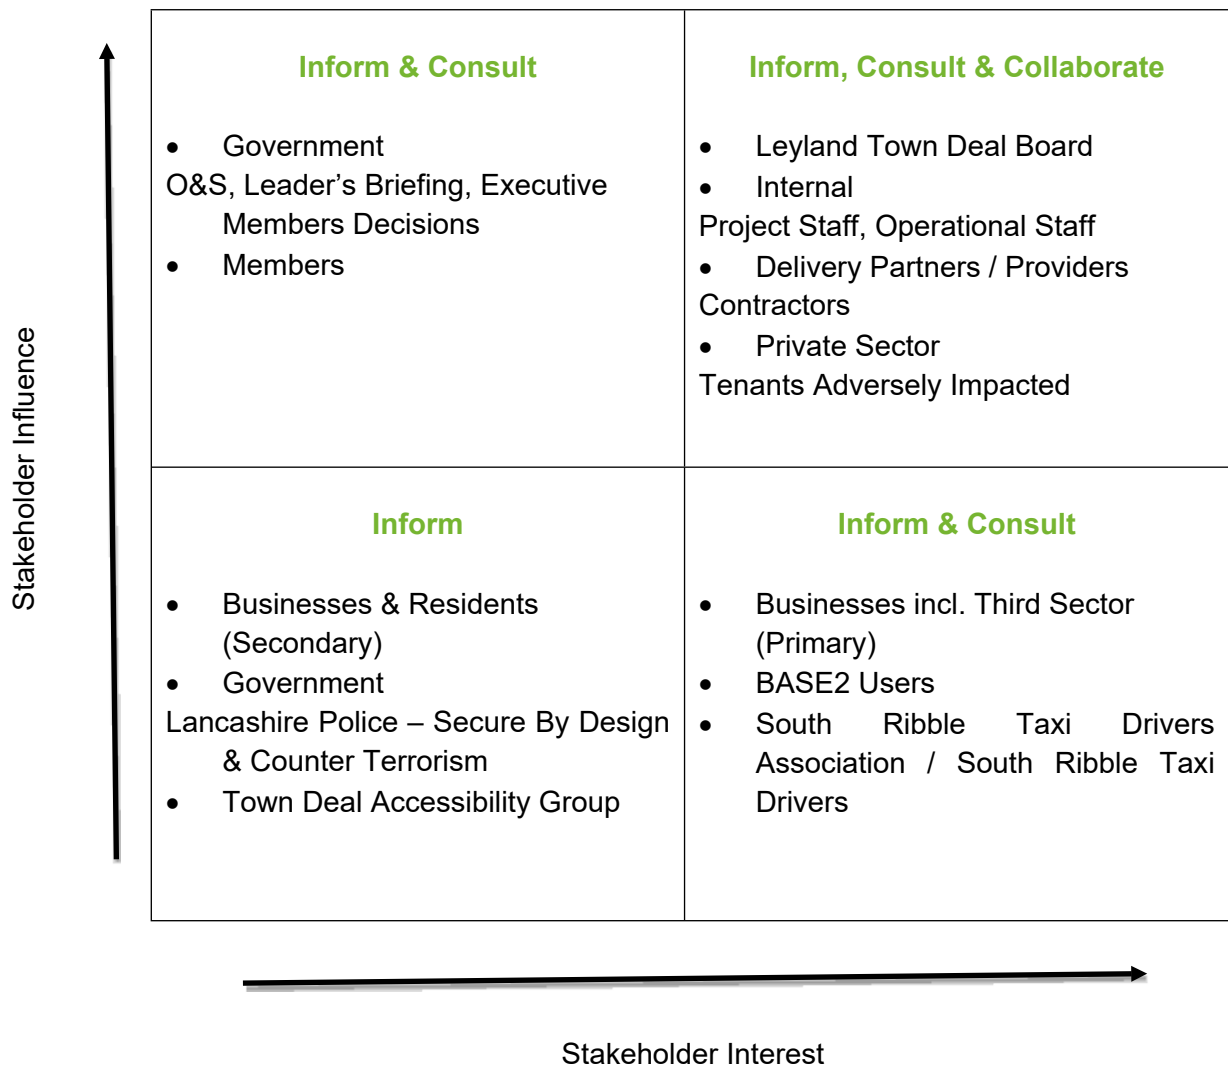 Stakeholder Influence
Inform & Consult
• Government
O&S, Leader’s Briefing, Executive
Members Decisions
• Members
Inform, Consult & Collaborate
• Leyland Town Deal Board
• Internal
Project Staff, Operational Staff
• Delivery Partners / Providers
Contractors
• Private Sector
Tenants Adversely Impacted
Inform
• Businesses & Residents
(Secondary)
• Government
Lancashire Police – Secure By Design
& Counter Terrorism
• Town Deal Accessibility Group
Inform & Consult
• Businesses incl. Third Sector
(Primary)
• BASE2 Users
• South Ribble Taxi Drivers
Association / South Ribble Taxi
Drivers
Stakeholder Interest